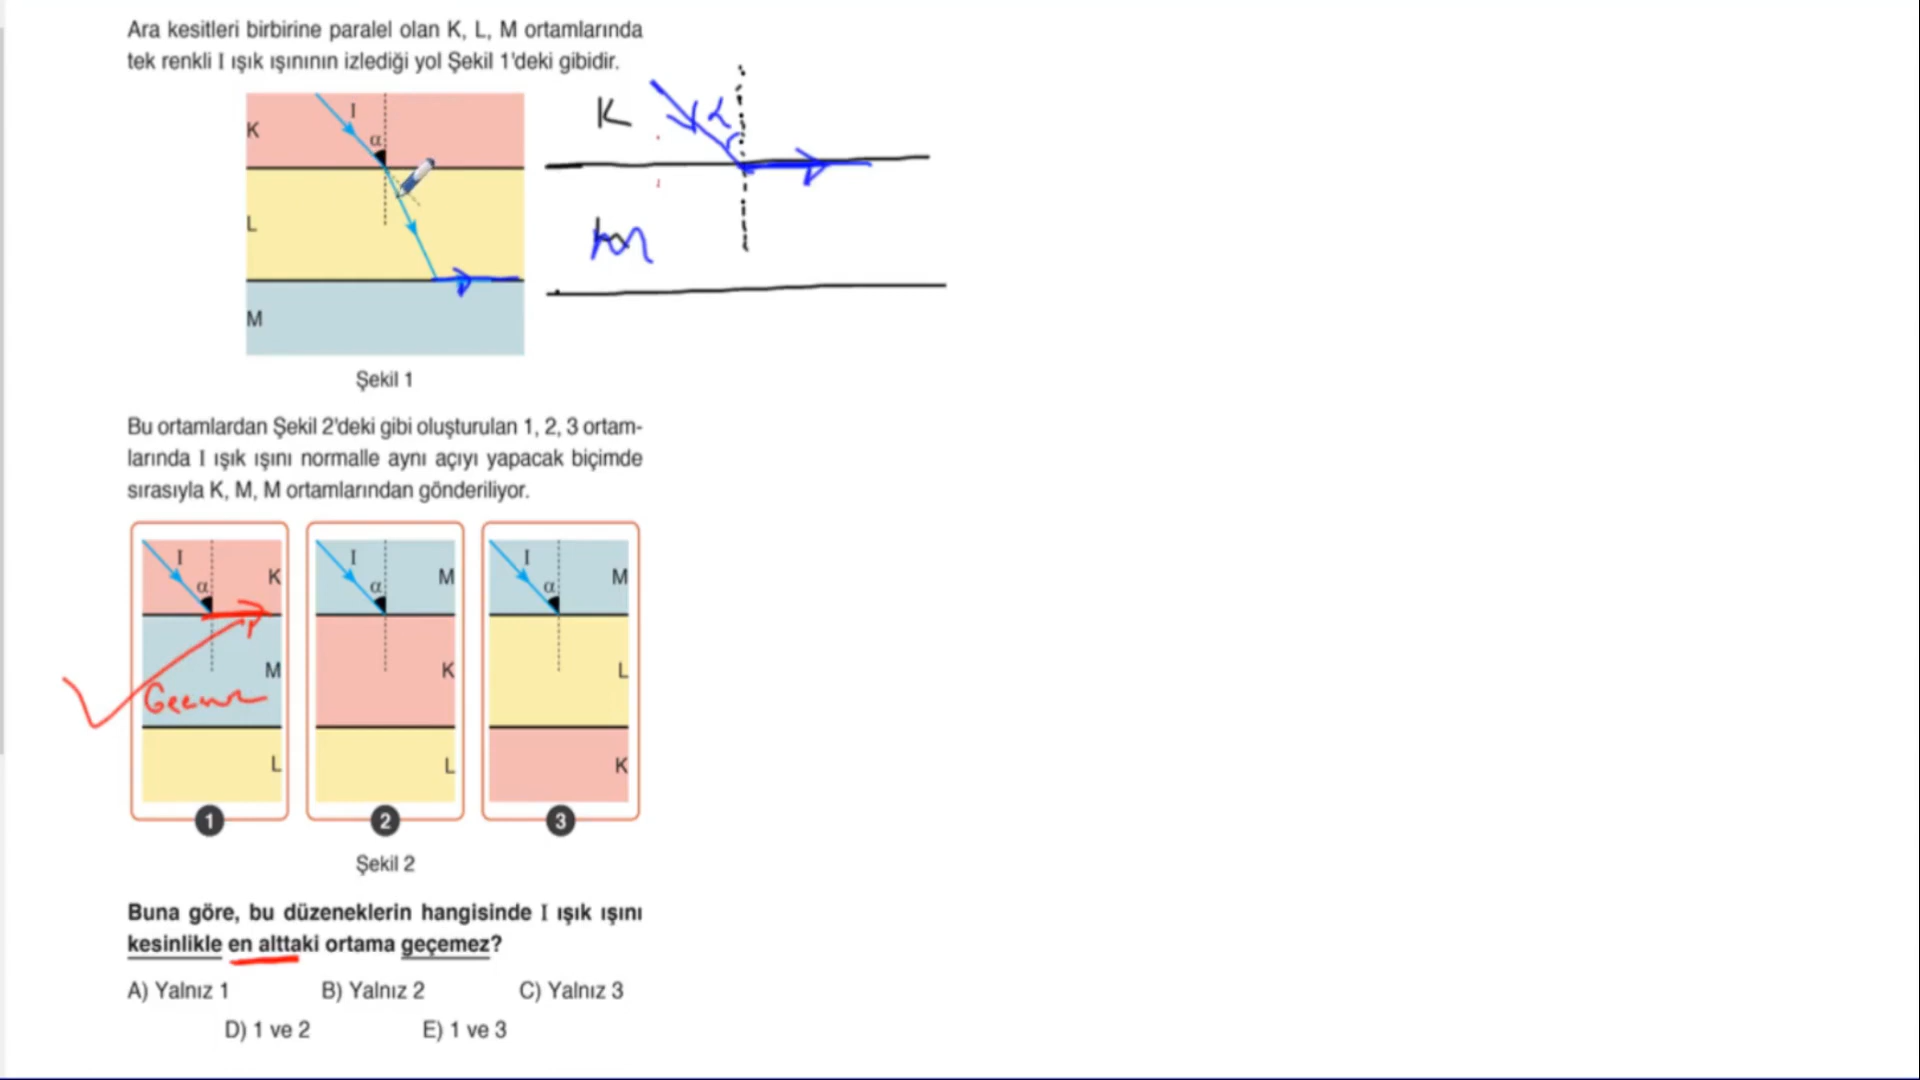 Ara kesitleri birbirine paralel olan K, L, M ortamlarında
tek renkli I ışık ışınının izlediği yol Şekil 1'deki gibidir.
K
I
α
L
M
K
α
M
Şekil 1
Bu ortamlardan Şekil 2'deki gibi oluşturulan 1, 2, 3 ortam-
larında I ışık ışını normalle aynı açıyı yapacak biçimde
sırasıyla K, M, M ortamlarından gönderiliyor.
I
α
K
M
Geçemez
L
1
I
α
M
K
L
2
I
α
M
L
K
3
Şekil 2
Buna göre, bu düzeneklerin hangisinde I ışık ışını
kesinlikle en alttaki ortama geçemez?
A) Yalnız 1 B) Yalnız 2 C) Yalnız 3
D) 1 ve 2 E) 1 ve 3